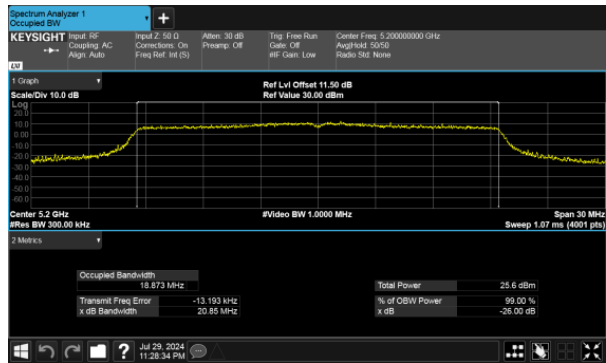 Spectrum Analyzer 1
Occupied BW
KEYSIGHT Input: RF Input Z: 50 Ω Atten: 30 dB Trig: Free Run Center Freq: 5.200000000 GHz
Coupling: AC Corrections: On Preamp: Off Gate: Off Avg|Hold: 50/50
Align: Auto Freq Ref: Int (S) #IF Gain: Low Radio Std: None
1 Graph Ref Lvl Offset 11.50 dB
Scale/Div 10.0 dB Ref Value 30.00 dBm
Log
20.0
10.0
0.00
-10.0
-20.0
-30.0
-40.0
-50.0
-60.0
Center 5.2 GHz #Video BW 1.0000 MHz Span 30 MHz
#Res BW 300.00 kHz Sweep 1.07 ms (4001 pts)
2 Metrics
Occupied Bandwidth
18.873 MHz Total Power 25.6 dBm
Transmit Freq Error -13.193 kHz % of OBW Power 99.00 %
x dB Bandwidth 20.85 MHz x dB -26.00 dB
Jul 29, 2024
11:28:34 PM